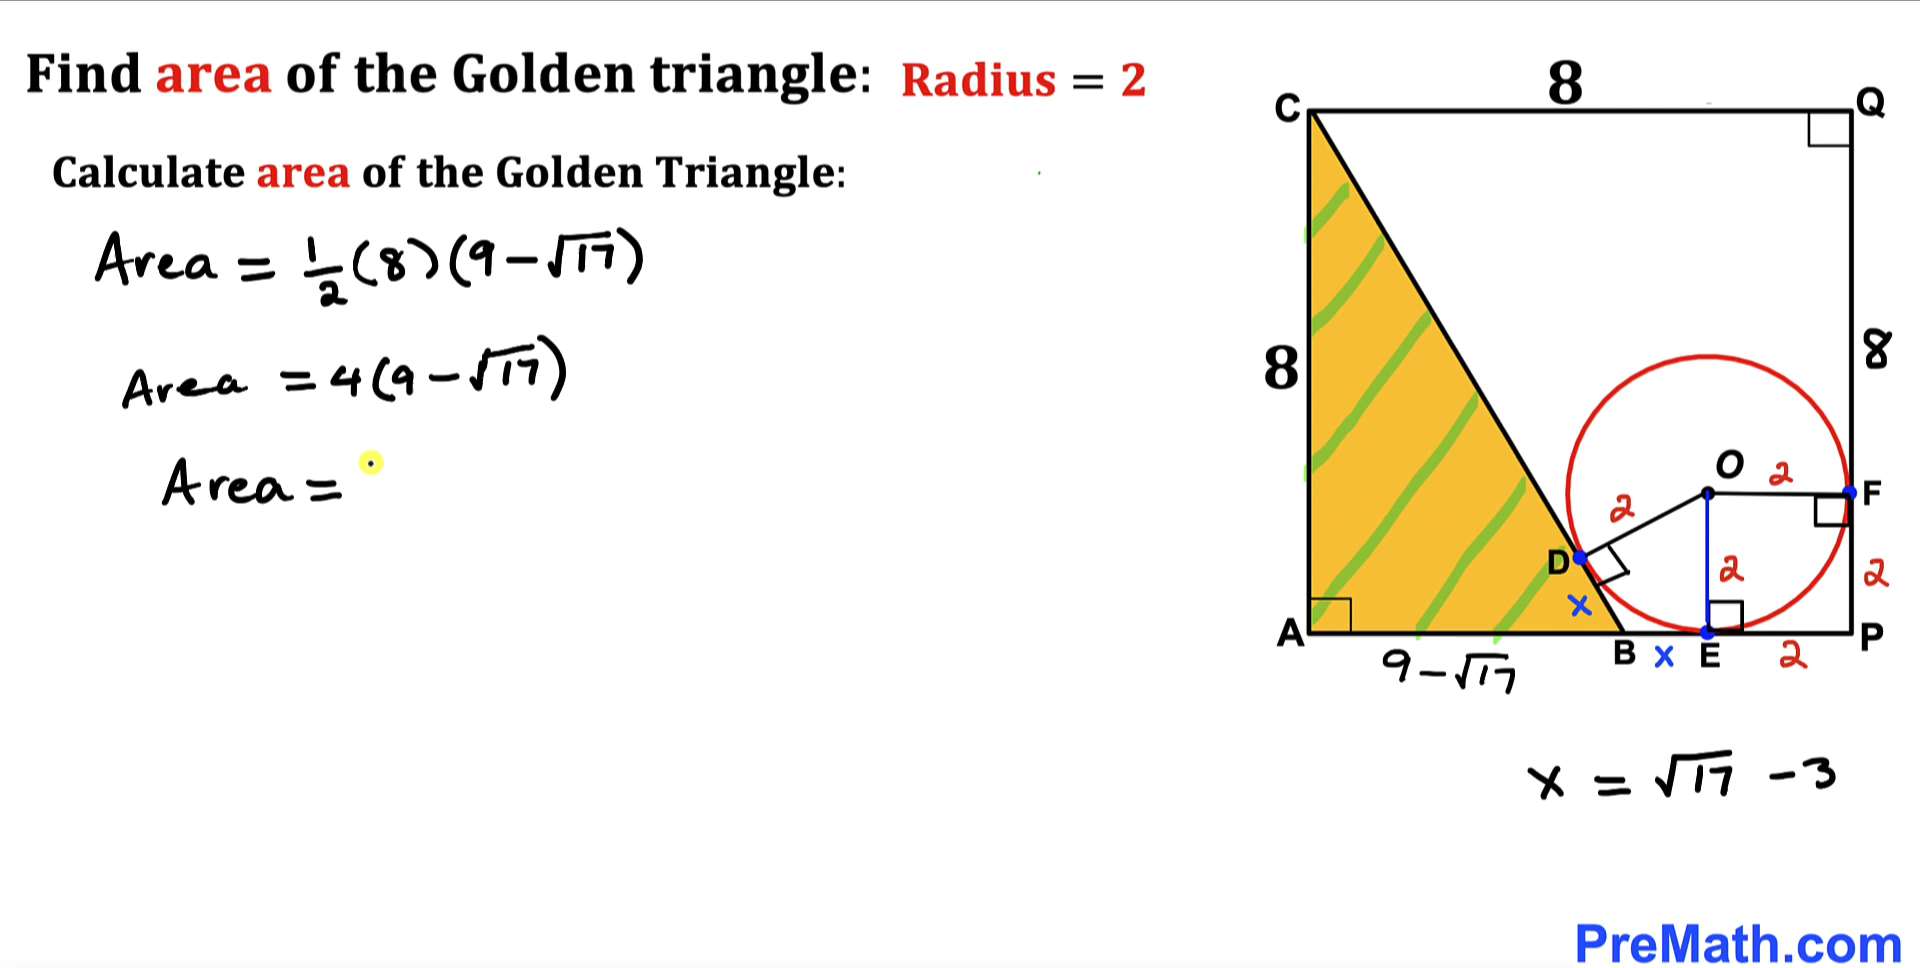 Find area of the Golden triangle: Radius = 2
Calculate area of the Golden Triangle:
Area = 1/2 (8)(9-√17)
Area = 4(9-√17)
Area =
8
C
Q
8
8
O
2
F
2
D
2
2
x
A
B
x
E
2
P
9-√17
x = √17 -3
PreMath.com